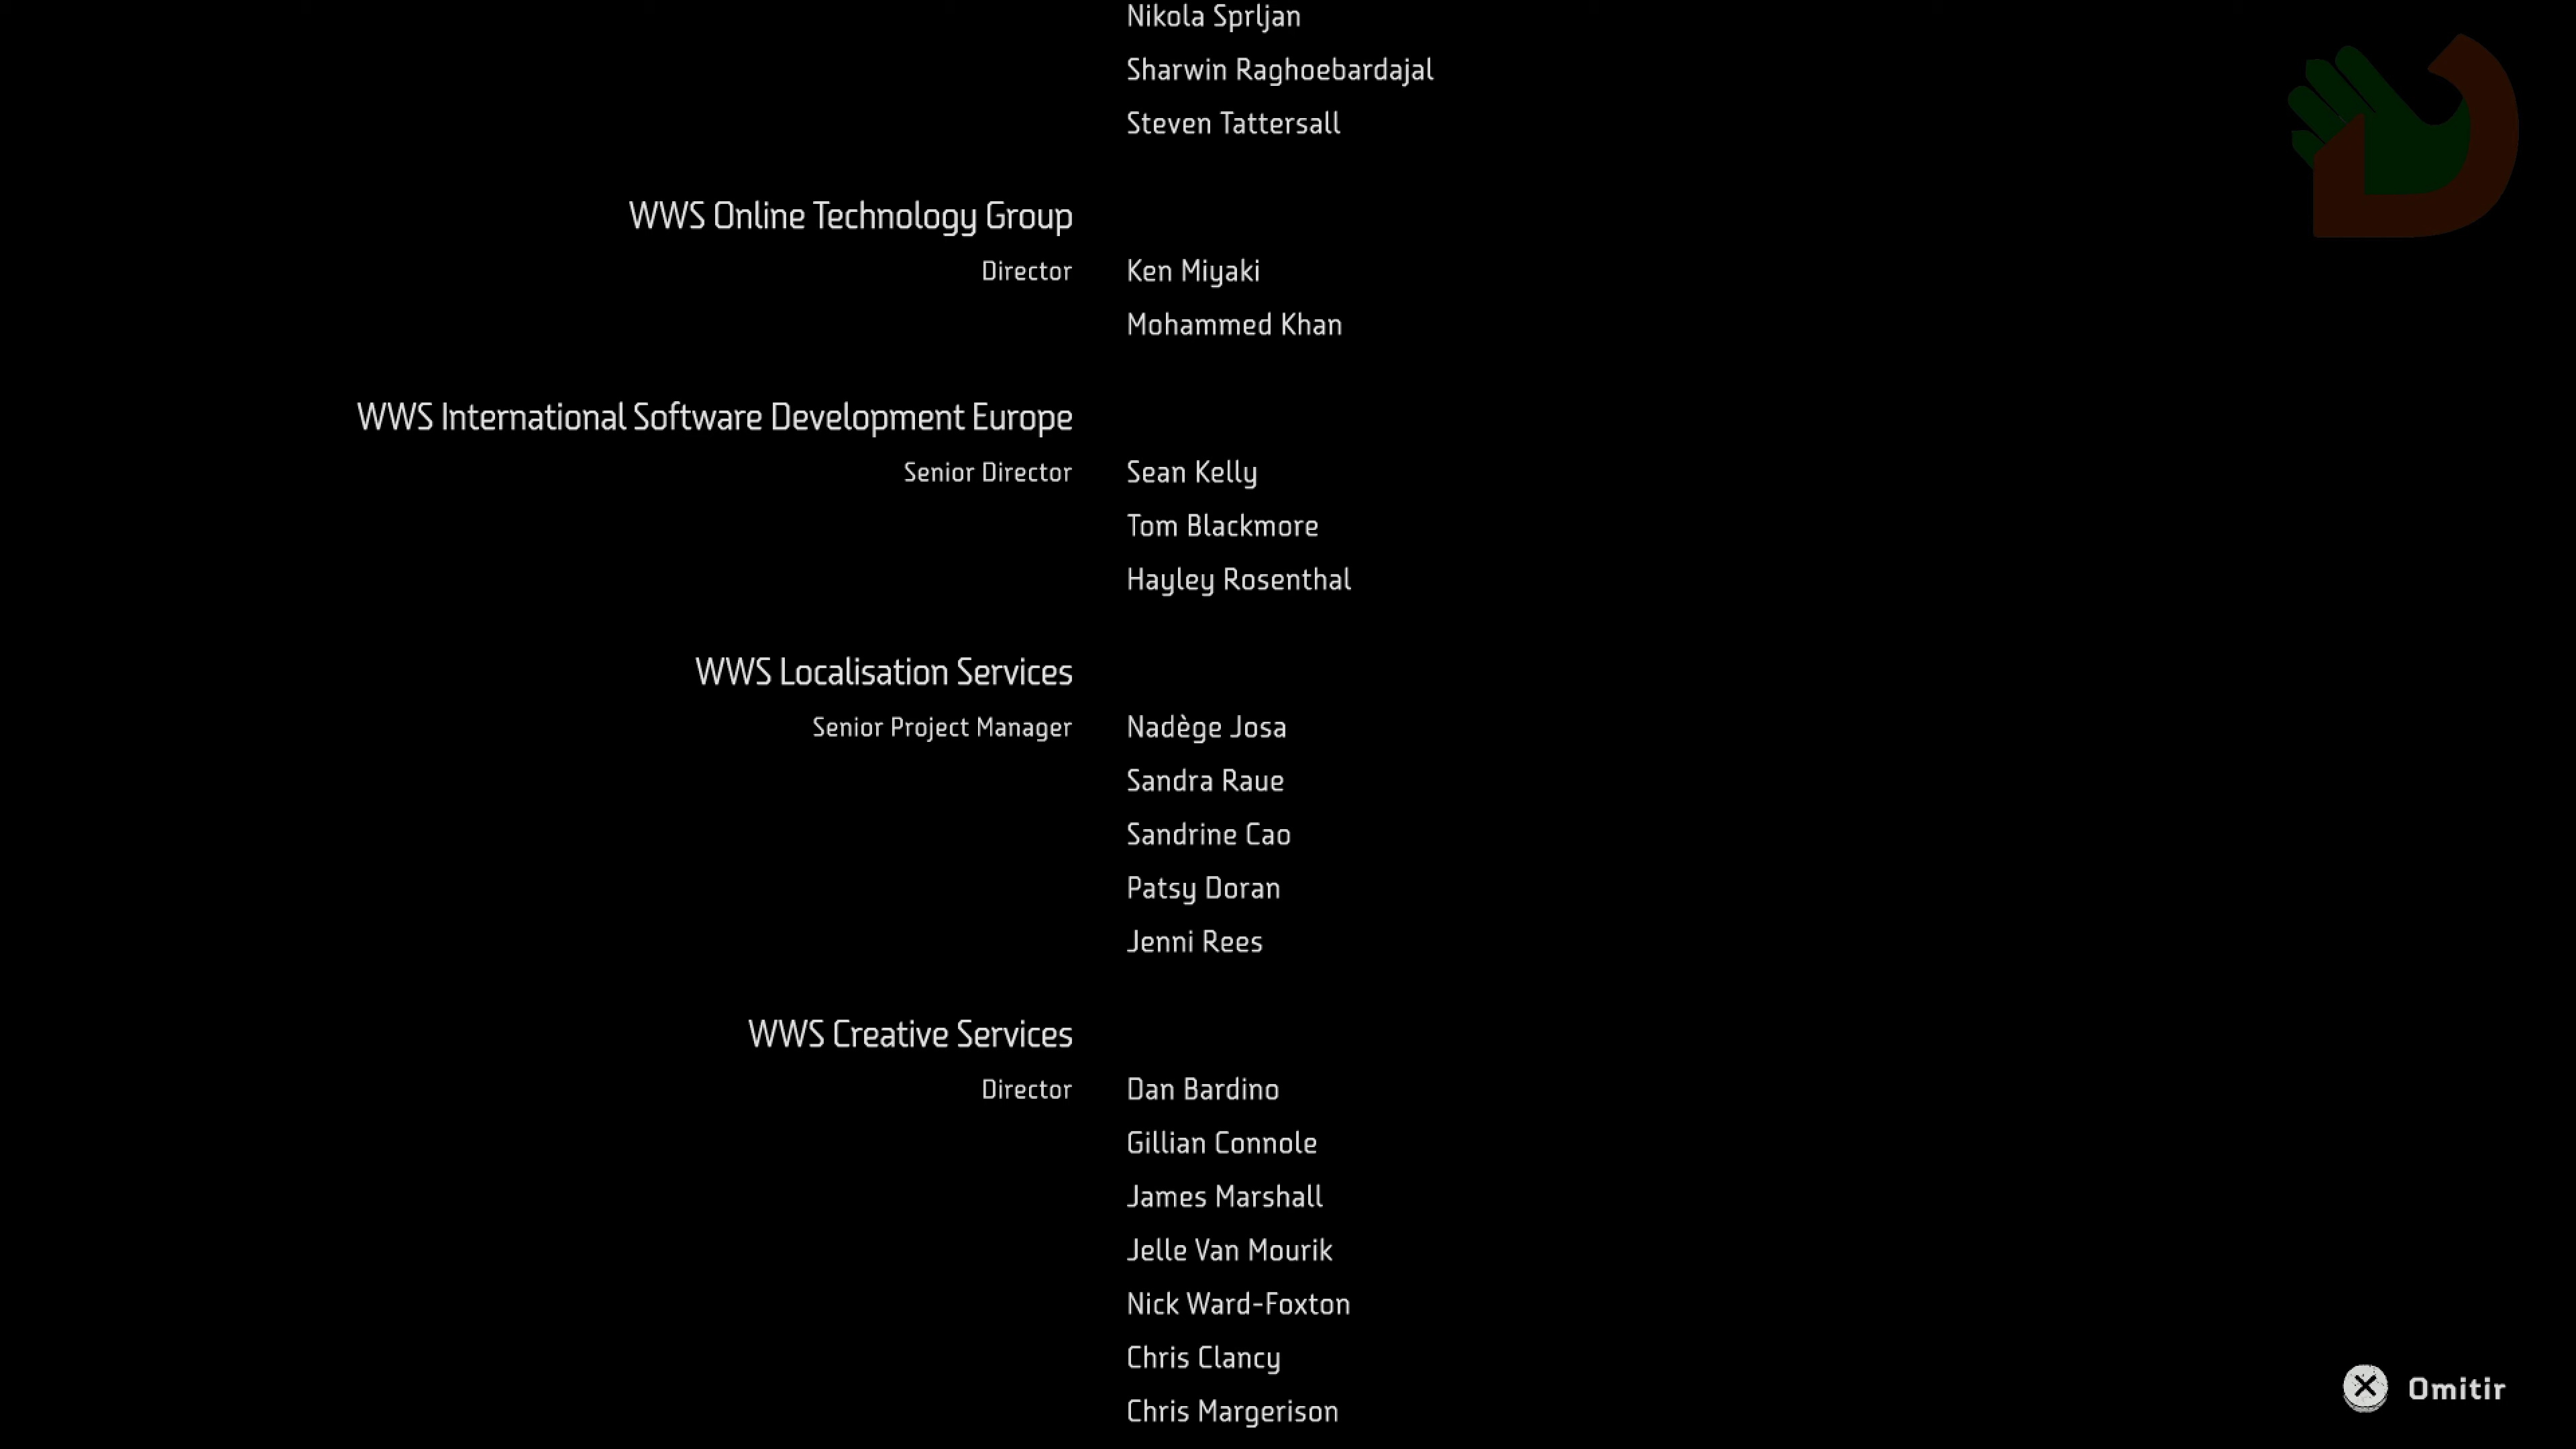 Nikola Sprljan
Sharwin Raghoebardajal
Steven Tattersall
WWS Online Technology Group
Director Ken Miyaki
Mohammed Khan
WWS International Software Development Europe
Senior Director Sean Kelly
Tom Blackmore
Hayley Rosenthal
WWS Localisation Services
Senior Project Manager Nadège Josa
Sandra Raue
Sandrine Cao
Patsy Doran
Jenni Rees
WWS Creative Services
Director Dan Bardino
Gillian Connole
James Marshall
Jelle Van Mourik
Nick Ward-Foxton
Chris Clancy
Chris Margerison
Omitir